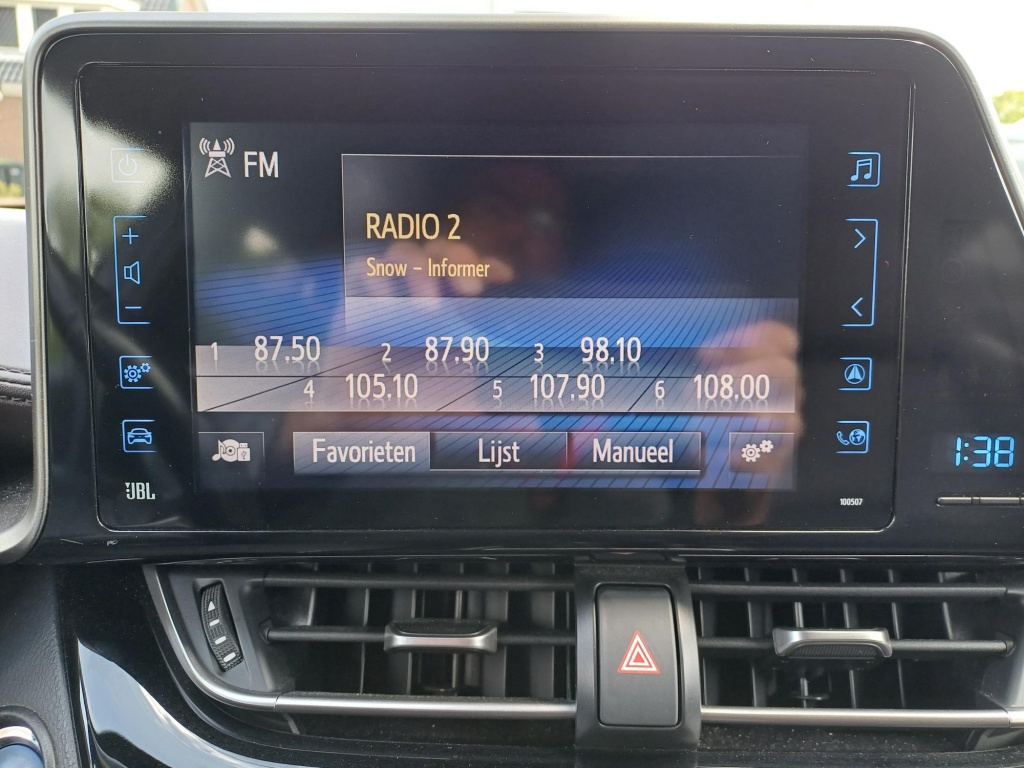 FM
RADIO 2
Snow - Informer
1 87.50 2 87.90 3 98.10
4 105.10 5 107.90 6 108.00
Favorieten Lijst Manueel
JBL
100507
1:38